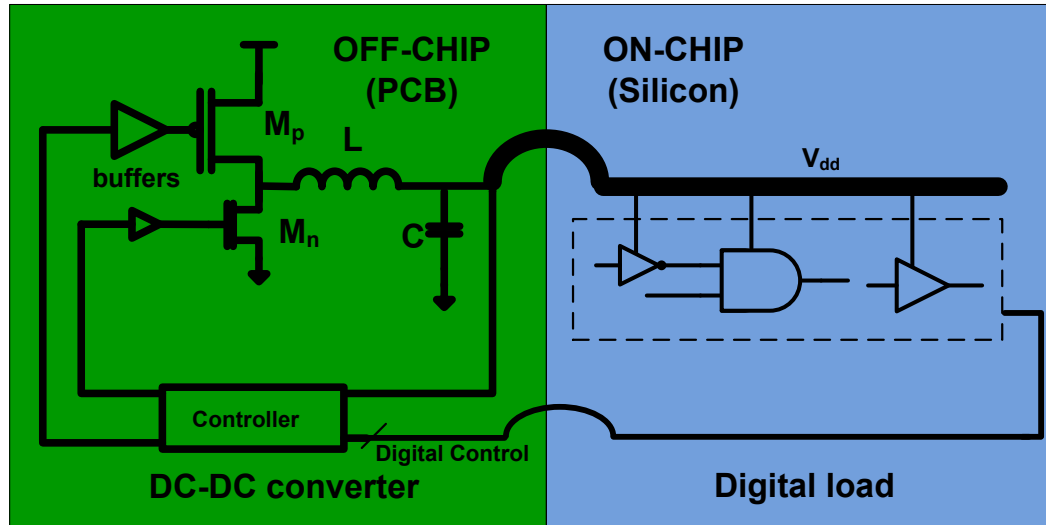 OFF-CHIP
(PCB)
ON-CHIP
(Silicon)
Mp
L
Vdd
buffers
Mn
C
Controller
Digital Control
DC-DC converter
Digital load